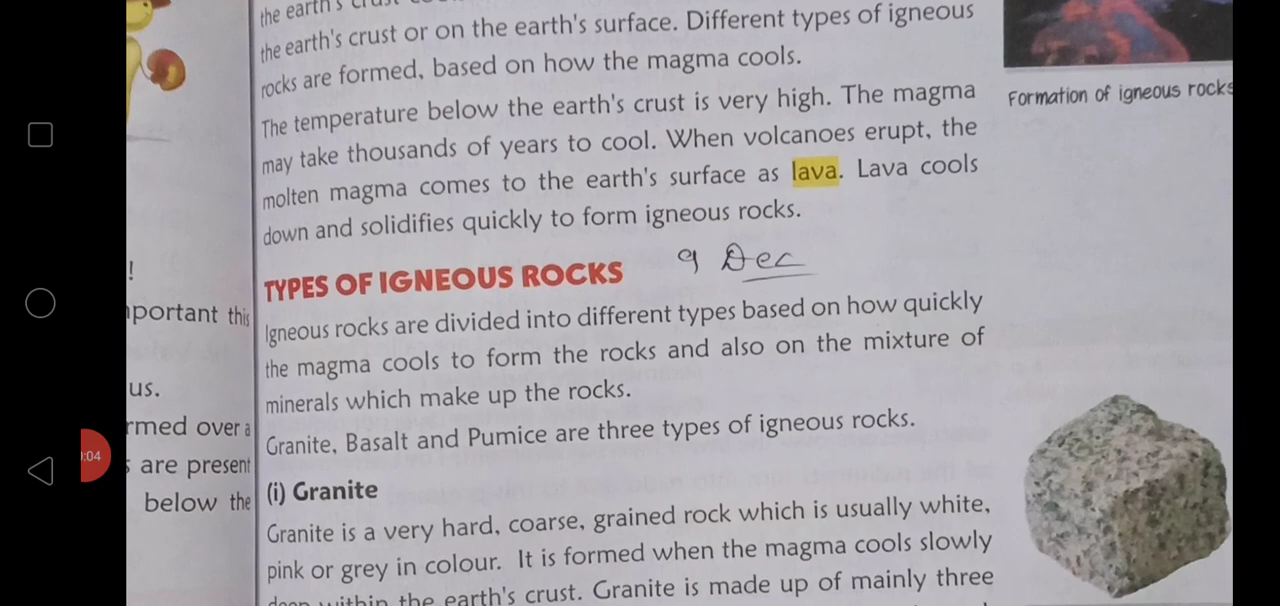 the earth's crust
the earth's crust or on the earth's surface. Different types of igneous
rocks are formed, based on how the magma cools.
The temperature below the earth's crust is very high. The magma
may take thousands of years to cool. When volcanoes erupt, the
molten magma comes to the earth's surface as lava. Lava cools
down and solidifies quickly to form igneous rocks.
TYPES OF IGNEOUS ROCKS 9 Dec
Igneous rocks are divided into different types based on how quickly
the magma cools to form the rocks and also on the mixture of
minerals which make up the rocks.
Granite, Basalt and Pumice are three types of igneous rocks.
(i) Granite
Granite is a very hard, coarse, grained rock which is usually white,
pink or grey in colour. It is formed when the magma cools slowly
within the earth's crust. Granite is made up of mainly three
Formation of igneous rocks
!
this
us.
over a
are present
below the
:04